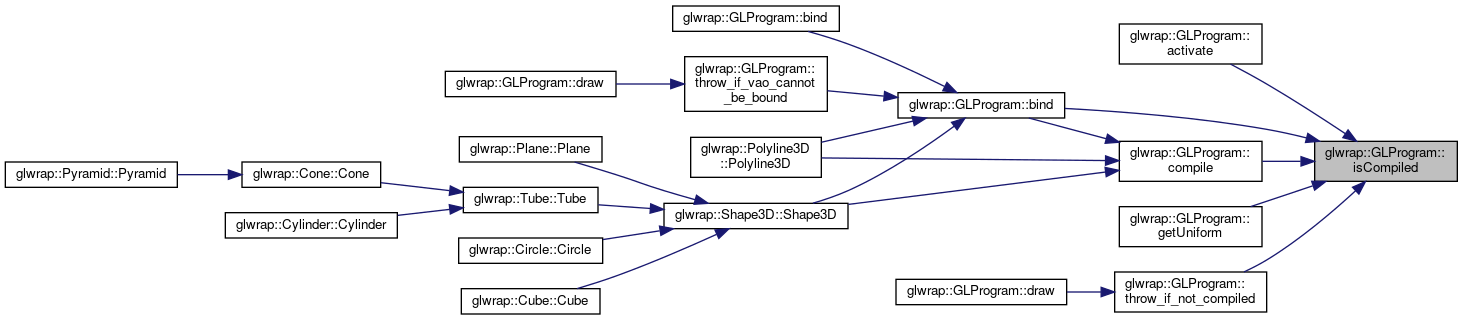 glwrap::GLProgram::bind
glwrap::GLProgram::
activate
glwrap::GLProgram::draw
glwrap::GLProgram::
throw_if_vao_cannot
_be_bound
glwrap::GLProgram::bind
glwrap::Plane::Plane
glwrap::Polyline3D
::Polyline3D
glwrap::GLProgram::
compile
glwrap::GLProgram::
isCompiled
glwrap::Pyramid::Pyramid
glwrap::Cone::Cone
glwrap::Tube::Tube
glwrap::Shape3D::Shape3D
glwrap::Cylinder::Cylinder
glwrap::GLProgram::
getUniform
glwrap::Circle::Circle
glwrap::Cube::Cube
glwrap::GLProgram::draw
glwrap::GLProgram::
throw_if_not_compiled